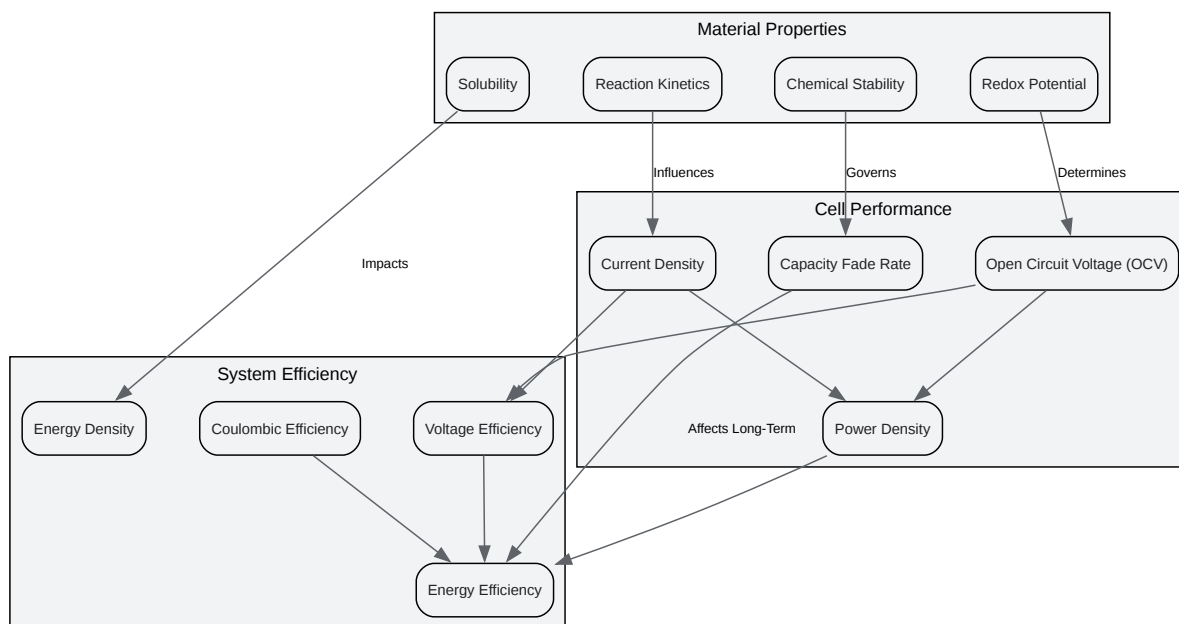 Material Properties
Solubility
Reaction Kinetics
Chemical Stability
Redox Potential
Influences
Governs
Determines
Cell Performance
Current Density
Capacity Fade Rate
Open Circuit Voltage (OCV)
Impacts
System Efficiency
Energy Density
Coulombic Efficiency
Voltage Efficiency
Affects Long-Term
Power Density
Energy Efficiency